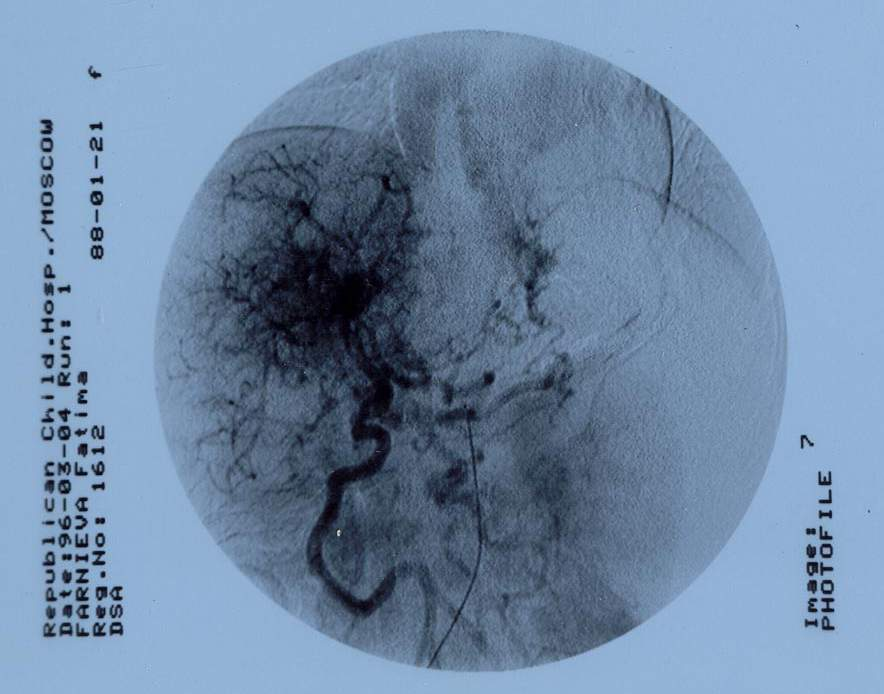 Republican Child.Hosp./MOSCOW
Date:96-03-04 Run: 1
FARNIEVA Fatima 88-01-21 f
Reg.No: 1612
DSA
Image: 7
PHOTOFILE